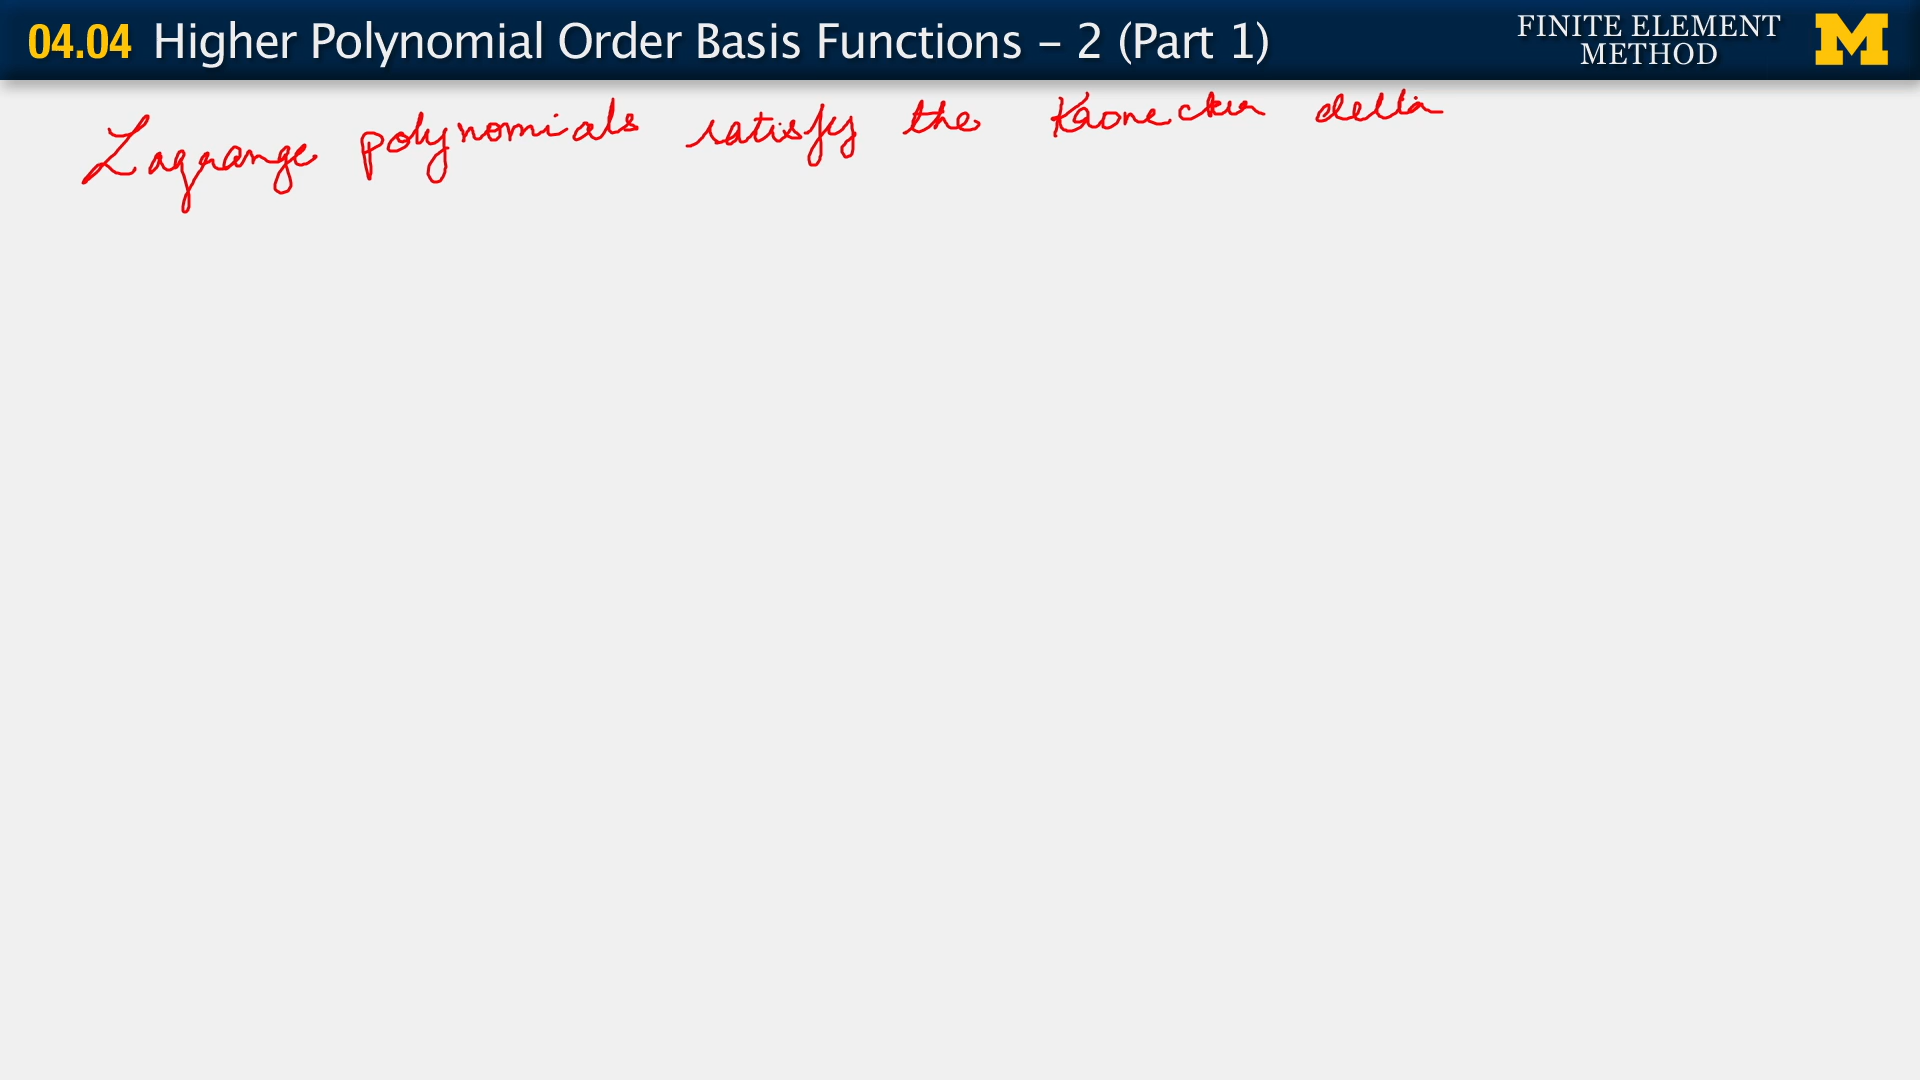 04.04 Higher Polynomial Order Basis Functions – 2 (Part 1)
FINITE ELEMENT
METHOD
M
Lagrange polynomials satisfy the Kronecker delta